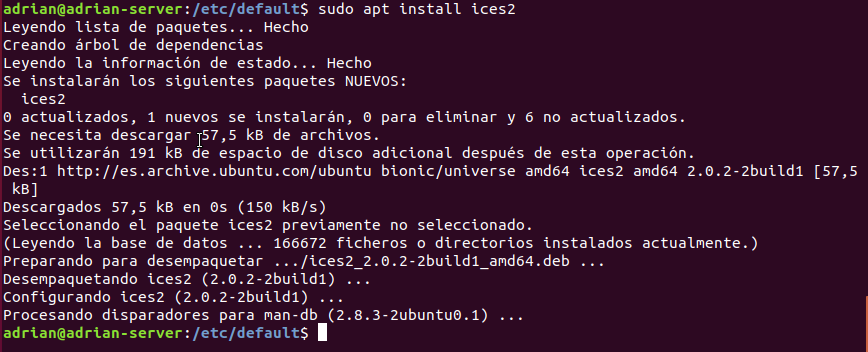 adrian@adrian-server:/etc/default$ sudo apt install ices2
Leyendo lista de paquetes... Hecho
Creando árbol de dependencias
Leyendo la información de estado... Hecho
Se instalarán los siguientes paquetes NUEVOS:
  ices2
0 actualizados, 1 nuevos se instalarán, 0 para eliminar y 6 no actualizados.
Se necesita descargar 57,5 kB de archivos.
Se utilizarán 191 kB de espacio de disco adicional después de esta operación.
Des:1 http://es.archive.ubuntu.com/ubuntu bionic/universe amd64 ices2 amd64 2.0.2-2build1 [57,5
 kB]
Descargados 57,5 kB en 0s (150 kB/s)
Seleccionando el paquete ices2 previamente no seleccionado.
(Leyendo la base de datos ... 166672 ficheros o directorios instalados actualmente.)
Preparando para desempaquetar .../ices2_2.0.2-2build1_amd64.deb ...
Desempaquetando ices2 (2.0.2-2build1) ...
Configurando ices2 (2.0.2-2build1) ...
Procesando disparadores para man-db (2.8.3-2ubuntu0.1) ...
adrian@adrian-server:/etc/default$